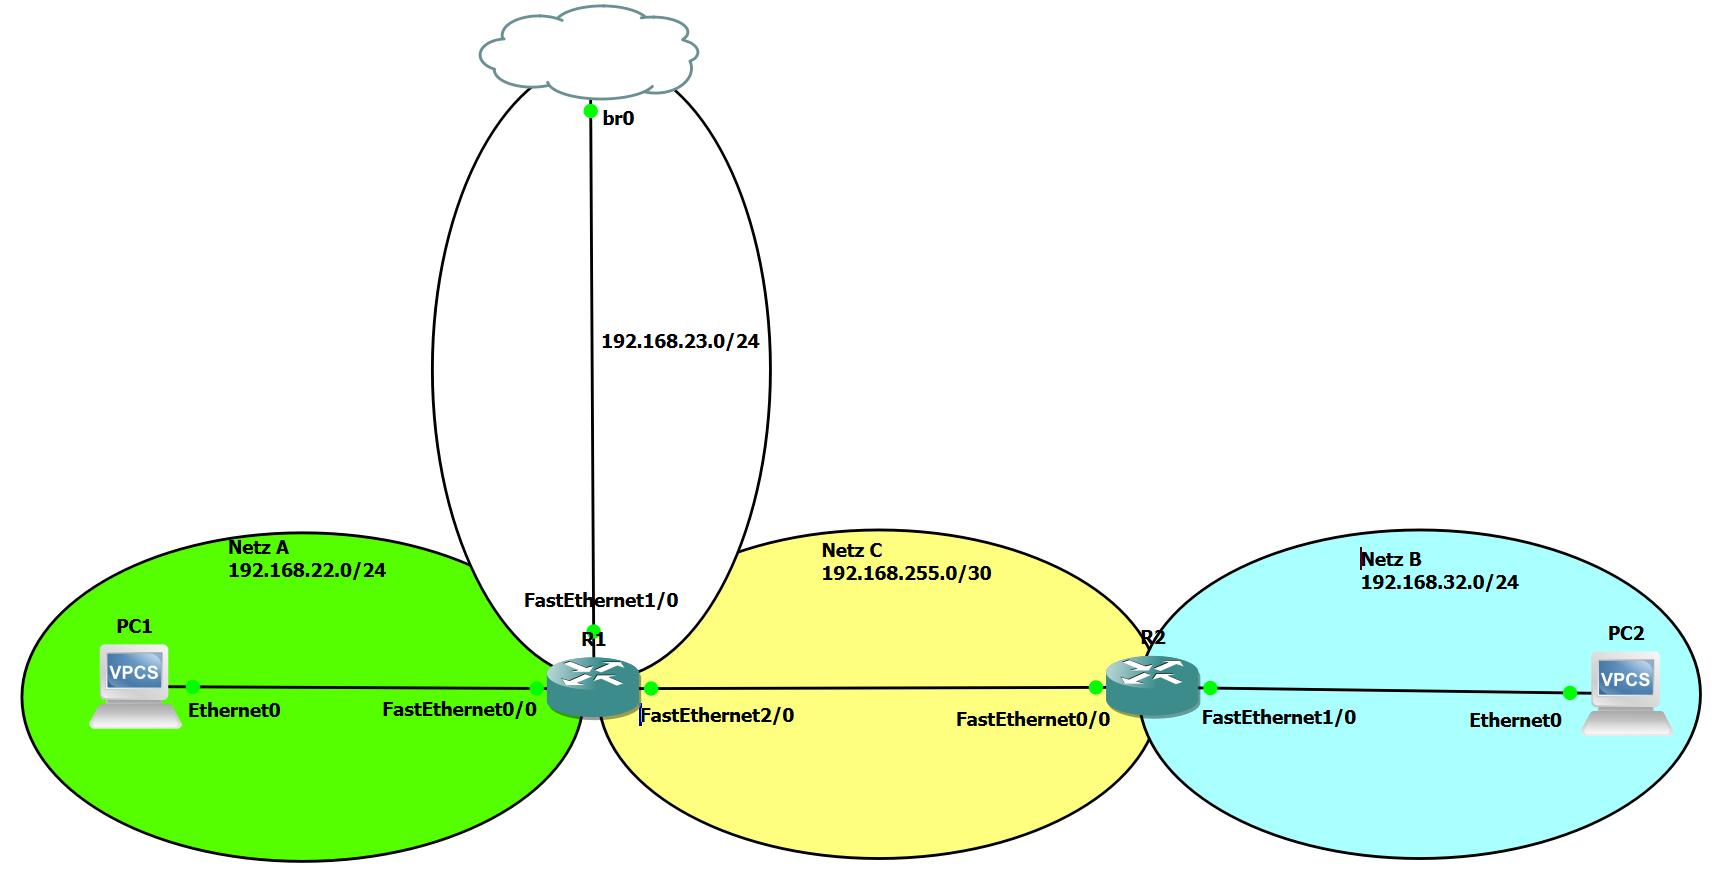 br0
192.168.23.0/24
Netz A
192.168.22.0/24
Netz C
192.168.255.0/30
Netz B
192.168.32.0/24
FastEthernet1/0
PC1
R1
R2
PC2
VPCS
VPCS
Ethernet0
FastEthernet0/0
FastEthernet2/0
FastEthernet0/0
FastEthernet1/0
Ethernet0